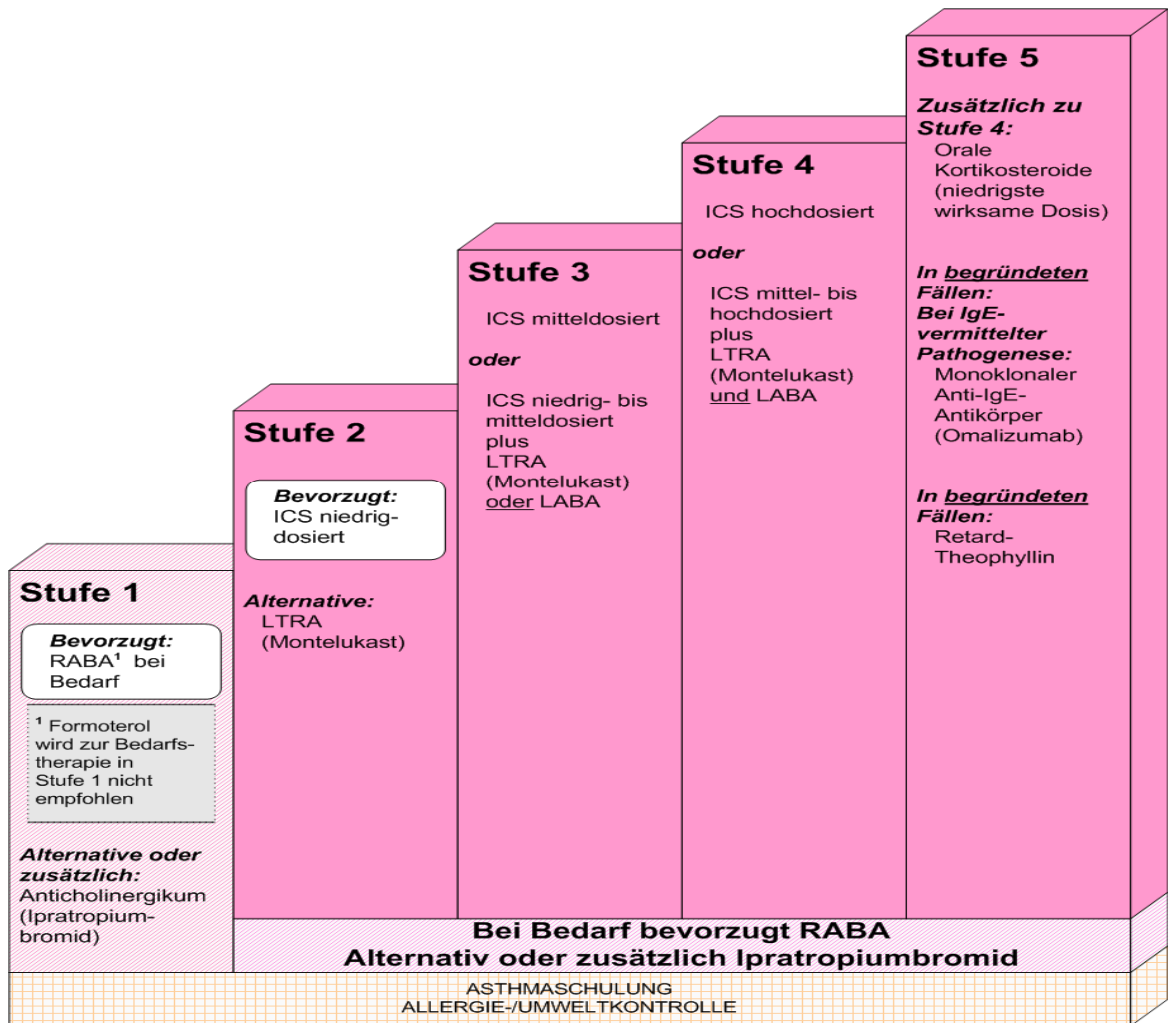 Stufe 1
Bevorzugt:
RABA¹ bei
Bedarf
¹ Formoterol
wird zur Bedarfs-
therapie in
Stufe 1 nicht
empfohlen
Alternative oder
zusätzlich:
Anticholinergikum
(Ipratropium-
bromid)
Stufe 2
Bevorzugt:
ICS niedrig-
dosiert
Alternative:
LTRA
(Montelukast)
Stufe 3
ICS mitteldosiert
oder
ICS niedrig- bis
mitteldosiert
plus
LTRA
(Montelukast)
oder LABA
Stufe 4
ICS hochdosiert
oder
ICS mittel- bis
hochdosiert
plus
LTRA
(Montelukast)
und LABA
Stufe 5
Zusätzlich zu
Stufe 4:
Orale
Kortikosteroide
(niedrigste
wirksame Dosis)
In begründeten
Fällen:
Bei IgE-
vermittelter
Pathogenese:
Monoklonaler
Anti-IgE-
Antikörper
(Omalizumab)
In begründeten
Fällen:
Retard-
Theophyllin
Bei Bedarf bevorzugt RABA
Alternativ oder zusätzlich Ipratropiumbromid
ASTHMASCHULUNG
ALLERGIE-/UMWELTKONTROLLE